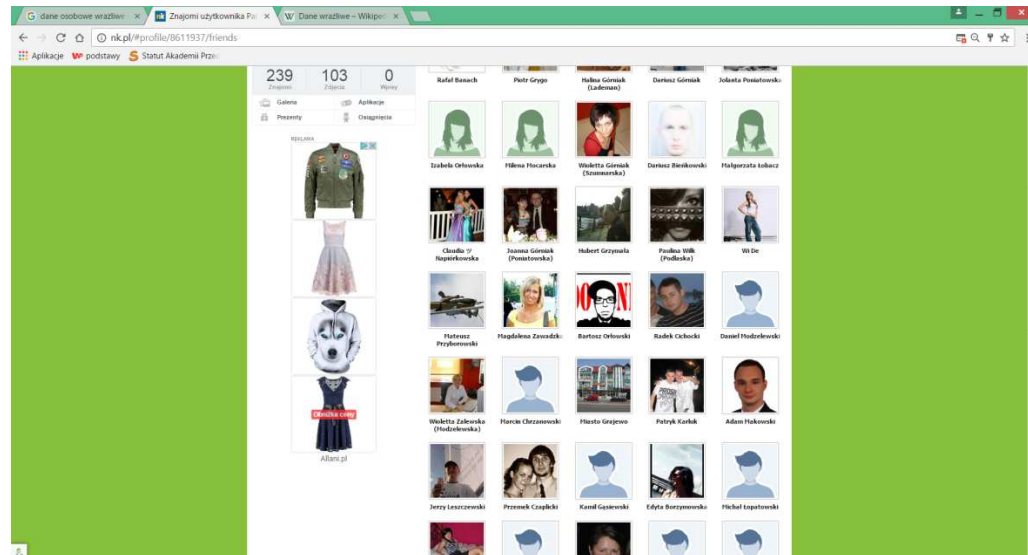 dane osobowe wrażliwe
Znajomi użytkownika Pa
Dane wrażliwe – Wikiped
nk.pl/#profile/8611937/friends
Aplikacje
podstawy
Statut Akademii Prze
239
103
0
Znajomi
Zdjęcia
Wpisy
Galeria
Aplikacje
Prezenty
Osiągnięcia
REKLAMA
Obniżka ceny
Allani.pl
Rafał Banach
Piotr Grygo
Halina Górniak
(Lademan)
Dariusz Górniak
Jolanta Poniatowska
Izabela Orłowska
Milena Mocarska
Wioletta Górniak
(Szumnarska)
Dariusz Bieńkowski
Małgorzata Łobacz
Claudia ツ
Napiórkowska
Joanna Górniak
(Poniatowska)
Hubert Grzymała
Paulina Wilk
(Podlaska)
Wi De
Mateusz
Przyborowski
Magdalena Zawadzka
Bartosz Orłowski
Radek Cichocki
Daniel Modzelewski
Wioletta Zalewska
(Modzelewska)
Marcin Chrzanowski
Miasto Grajewo
Patryk Karłuk
Adam Makowski
Jerzy Leszczewski
Przemek Czaplicki
Kamil Gąsiewski
Edyta Borzymowska
Michał Łopatowski